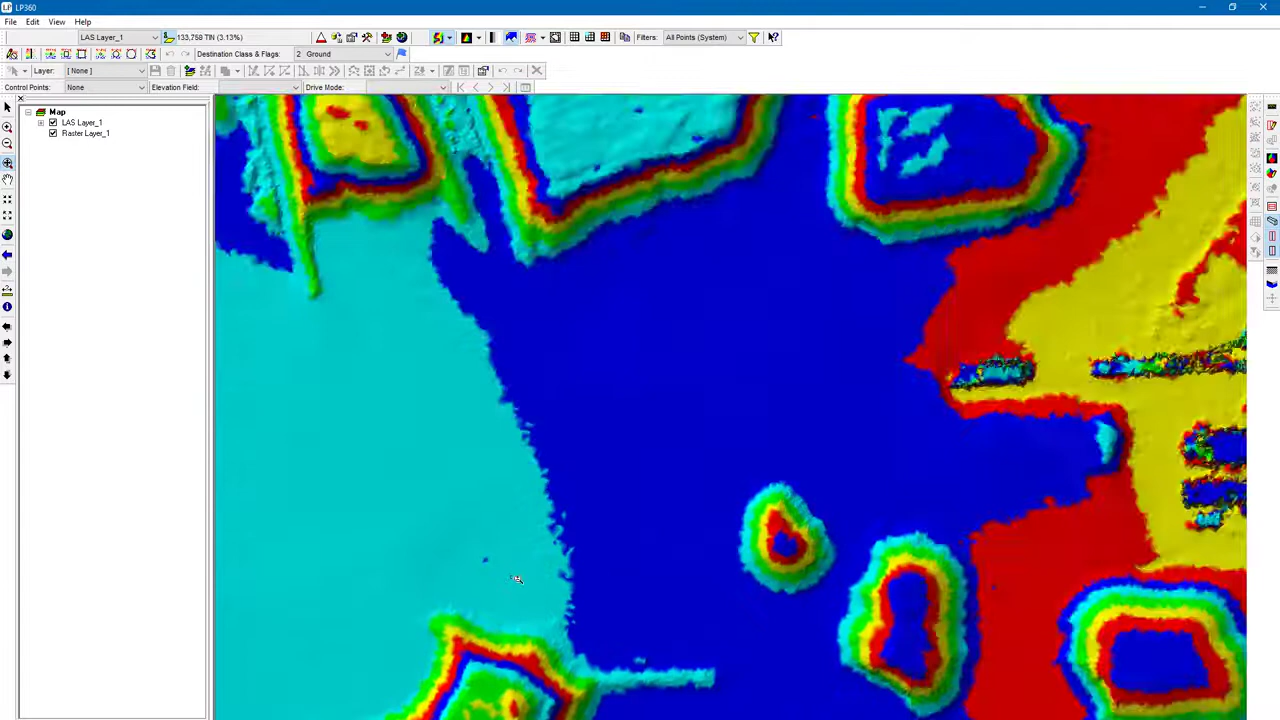 LP LP360
File Edit View Help
LAS Layer_1 133,758 TIN (3.13%) Filters: All Points (System)
Destination Class & Flags: 2 Ground
Layer: [ None ]
Control Points: None Elevation Field: Drive Mode:
Map
LAS Layer_1
Raster Layer_1